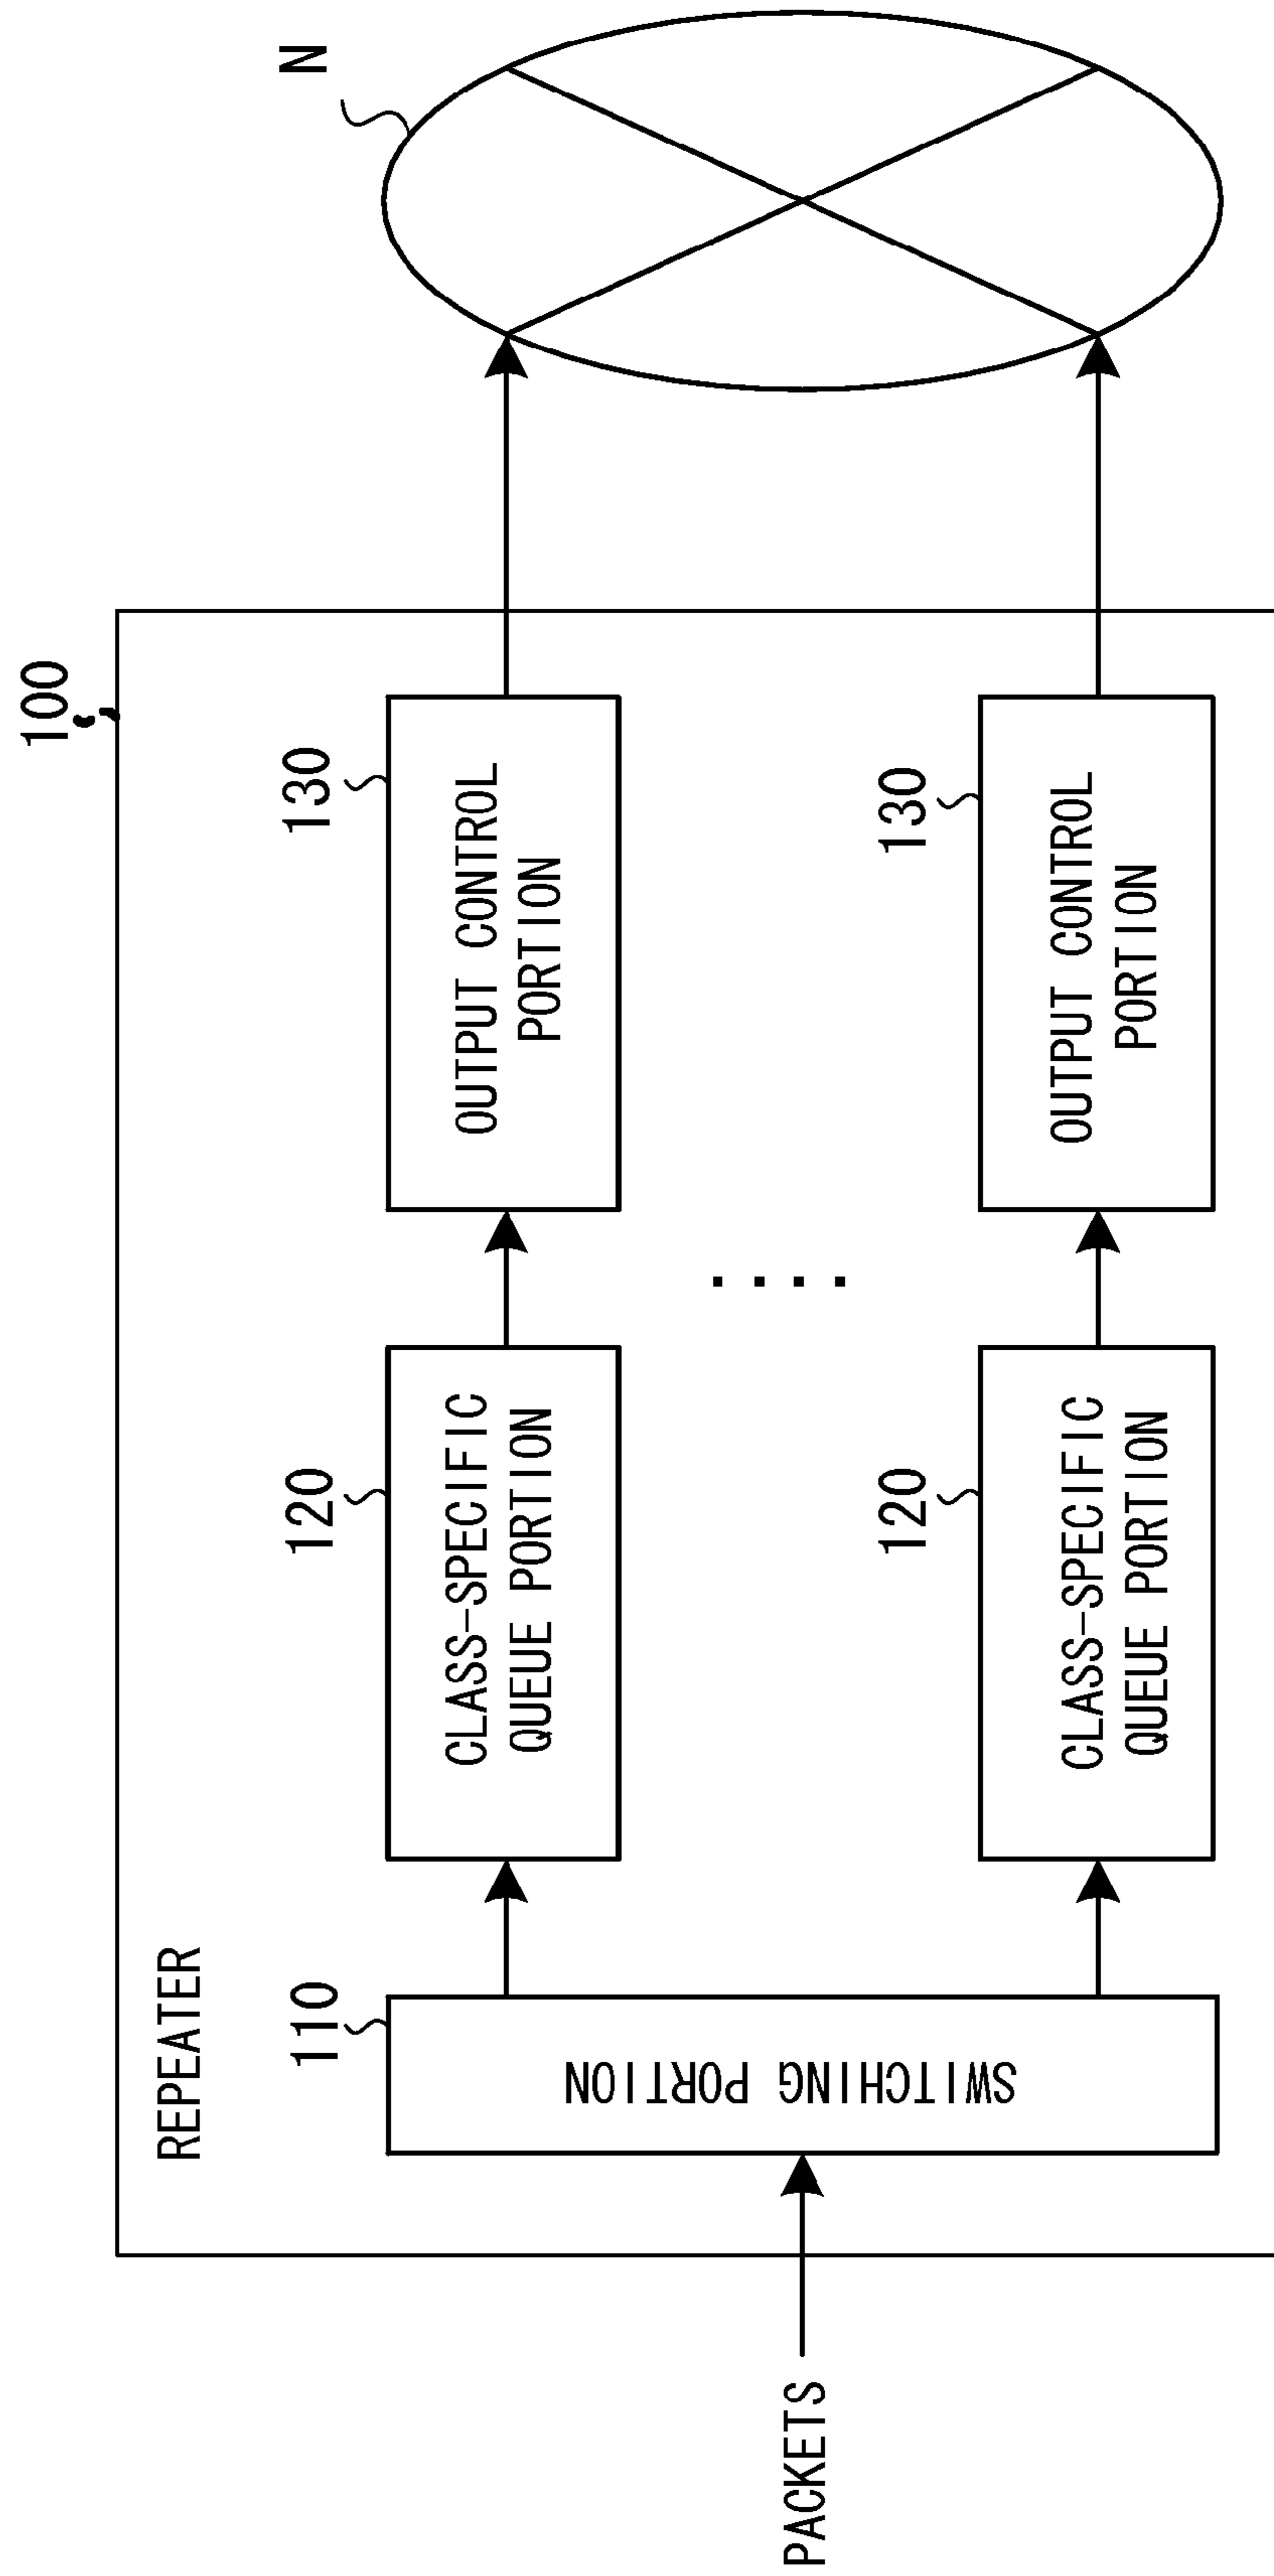 100
REPEATER
N
PACKETS
110
SWITCHING PORTION
120
CLASS-SPECIFIC
QUEUE PORTION
130
OUTPUT CONTROL
PORTION
....
120
CLASS-SPECIFIC
QUEUE PORTION
130
OUTPUT CONTROL
PORTION